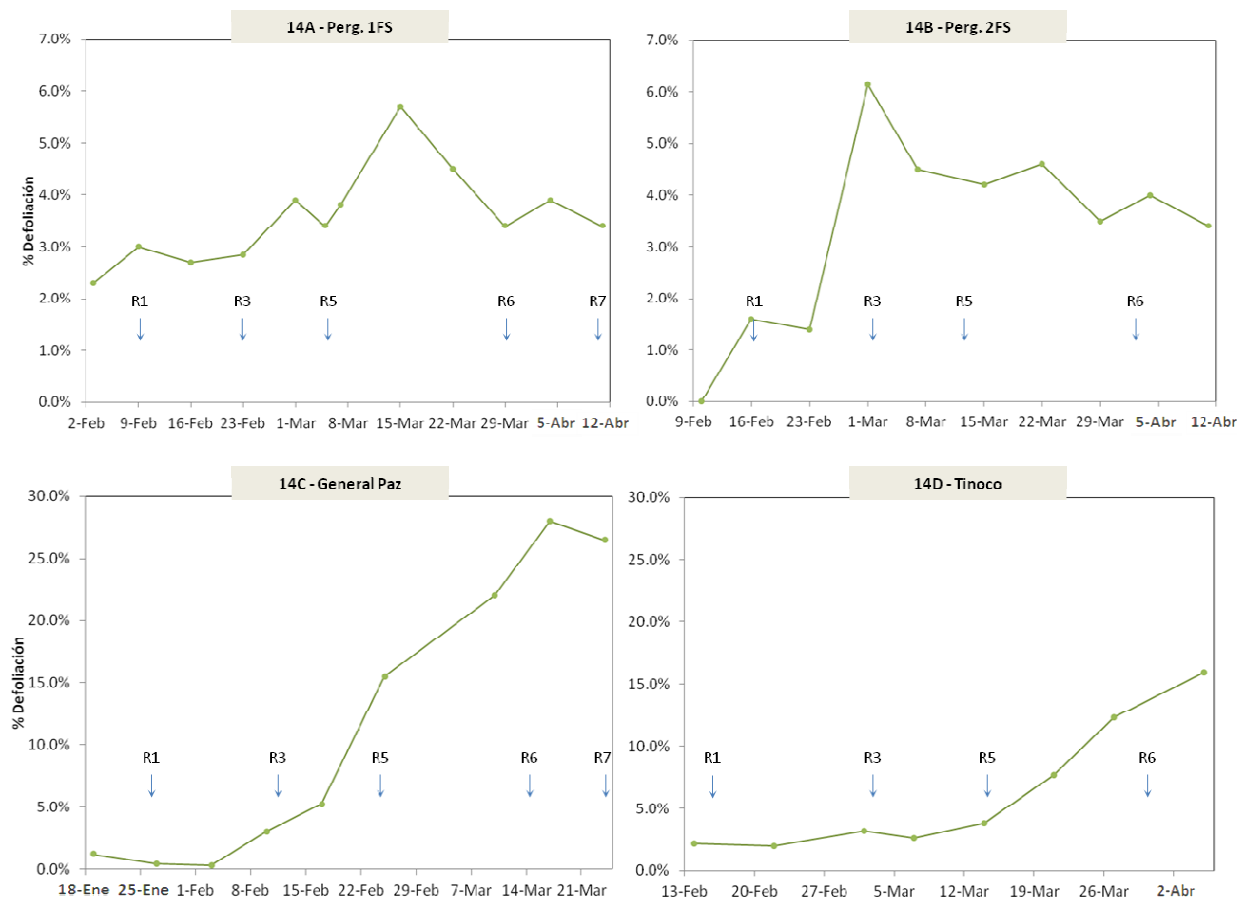 14A - Perg. 1FS
% Defoliación
7.0%
6.0%
5.0%
4.0%
3.0%
2.0%
1.0%
0.0%
R1 R3 R5 R6 R7
2-Feb 9-Feb 16-Feb 23-Feb 1-Mar 8-Mar 15-Mar 22-Mar 29-Mar 5-Abr 12-Abr
14B - Perg. 2FS
7.0%
6.0%
5.0%
4.0%
3.0%
2.0%
1.0%
0.0%
R1 R3 R5 R6
9-Feb 16-Feb 23-Feb 1-Mar 8-Mar 15-Mar 22-Mar 29-Mar 5-Abr 12-Abr
14C - General Paz
% Defoliación
30.0%
25.0%
20.0%
15.0%
10.0%
5.0%
0.0%
R1 R3 R5 R6 R7
18-Ene 25-Ene 1-Feb 8-Feb 15-Feb 22-Feb 29-Feb 7-Mar 14-Mar 21-Mar
14D - Tinoco
30.0%
25.0%
20.0%
15.0%
10.0%
5.0%
0.0%
R1 R3 R5 R6
13-Feb 20-Feb 27-Feb 5-Mar 12-Mar 19-Mar 26-Mar 2-Abr